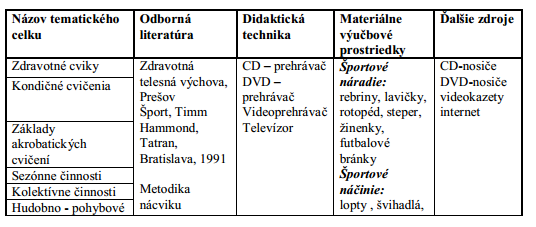 Názov tematického celku
Odborná literatúra
Didaktická technika
Materiálne výučbové prostriedky
Ďalšie zdroje
Zdravotné cviky
Kondičné cvičenia
Základy
akrobatických
cvičení
Sezónne činnosti
Kolektívne činnosti
Hudobno - pohybové
Zdravotná
telesná výchova,
Prešov
Šport, Timm
Hammond,
Tatran,
Bratislava, 1991
Metodika
nácviku
CD – prehrávač
DVD –
prehrávač
Videoprehrávač
Televízor
Športové
náradie:
rebriny, lavičky,
rotopéd, steper,
žinenky,
futbalové
bránky
Športové
náčinie:
lopty , švihadlá,
CD-nosiče
DVD-nosiče
videokazety
internet